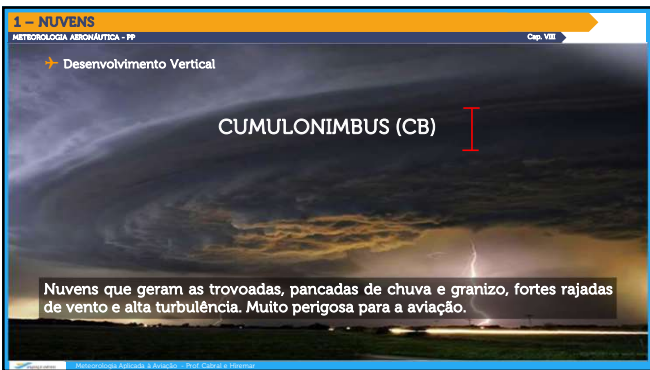 1 – NUVENS
METEOROLOGIA AERONÁUTICA - PP
Cap. VIII
Desenvolvimento Vertical
CUMULONIMBUS (CB)
Nuvens que geram as trovoadas, pancadas de chuva e granizo, fortes rajadas
de vento e alta turbulência. Muito perigosa para a aviação.
Meteorologia Aplicada à Aviação - Prof. Cabral e Hiremar